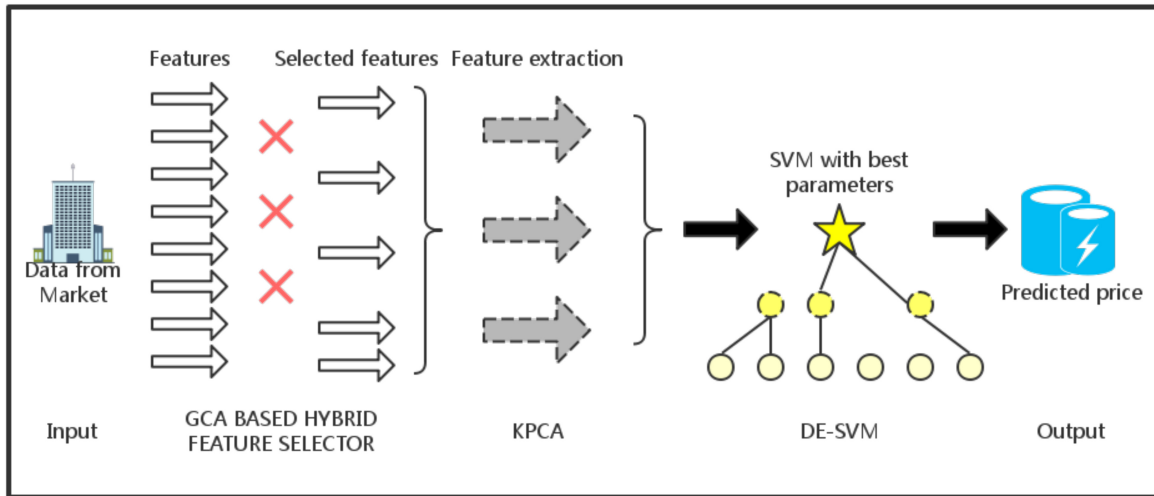 Features
Selected features
Feature extraction
SVM with best
parameters
Data from
Market
Predicted price
Input
GCA BASED HYBRID
FEATURE SELECTOR
KPCA
DE-SVM
Output